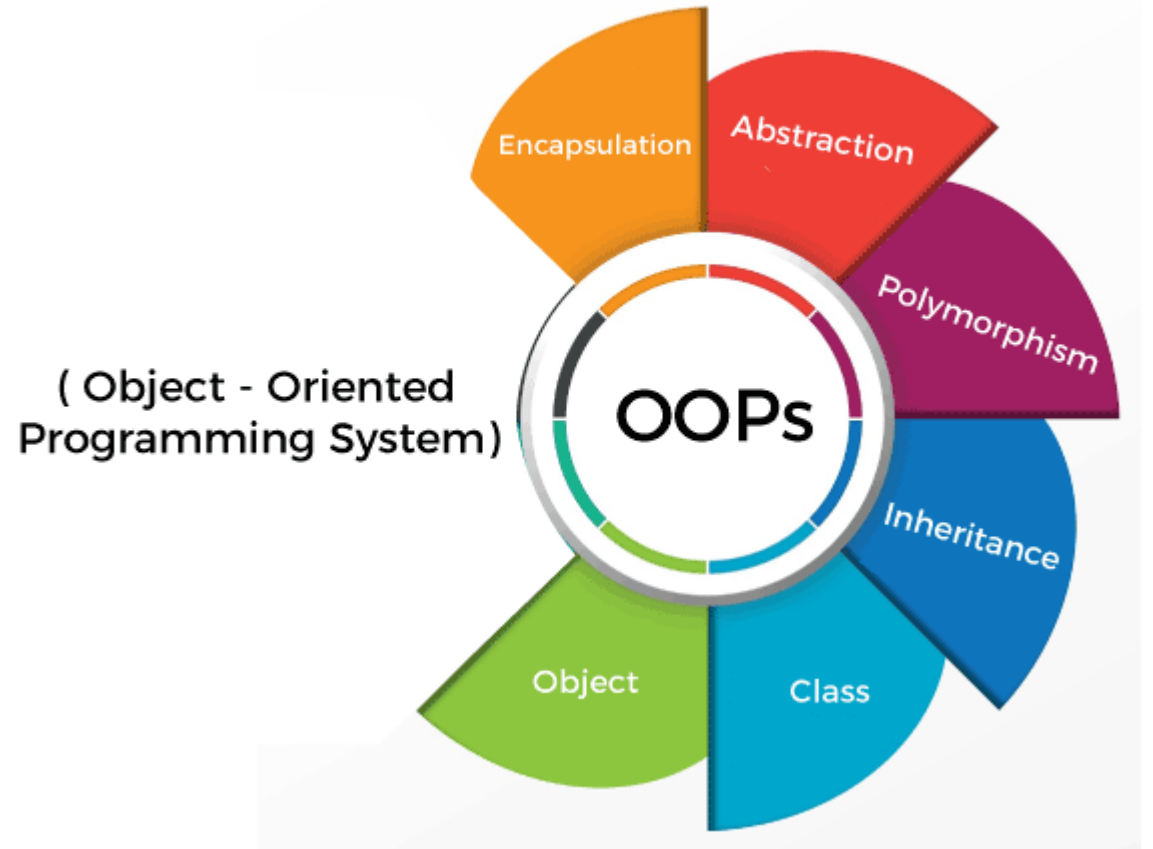 Encapsulation
Abstraction
Polymorphism
( Object - Oriented
Programming System)
OOPs
Inheritance
Class
Object